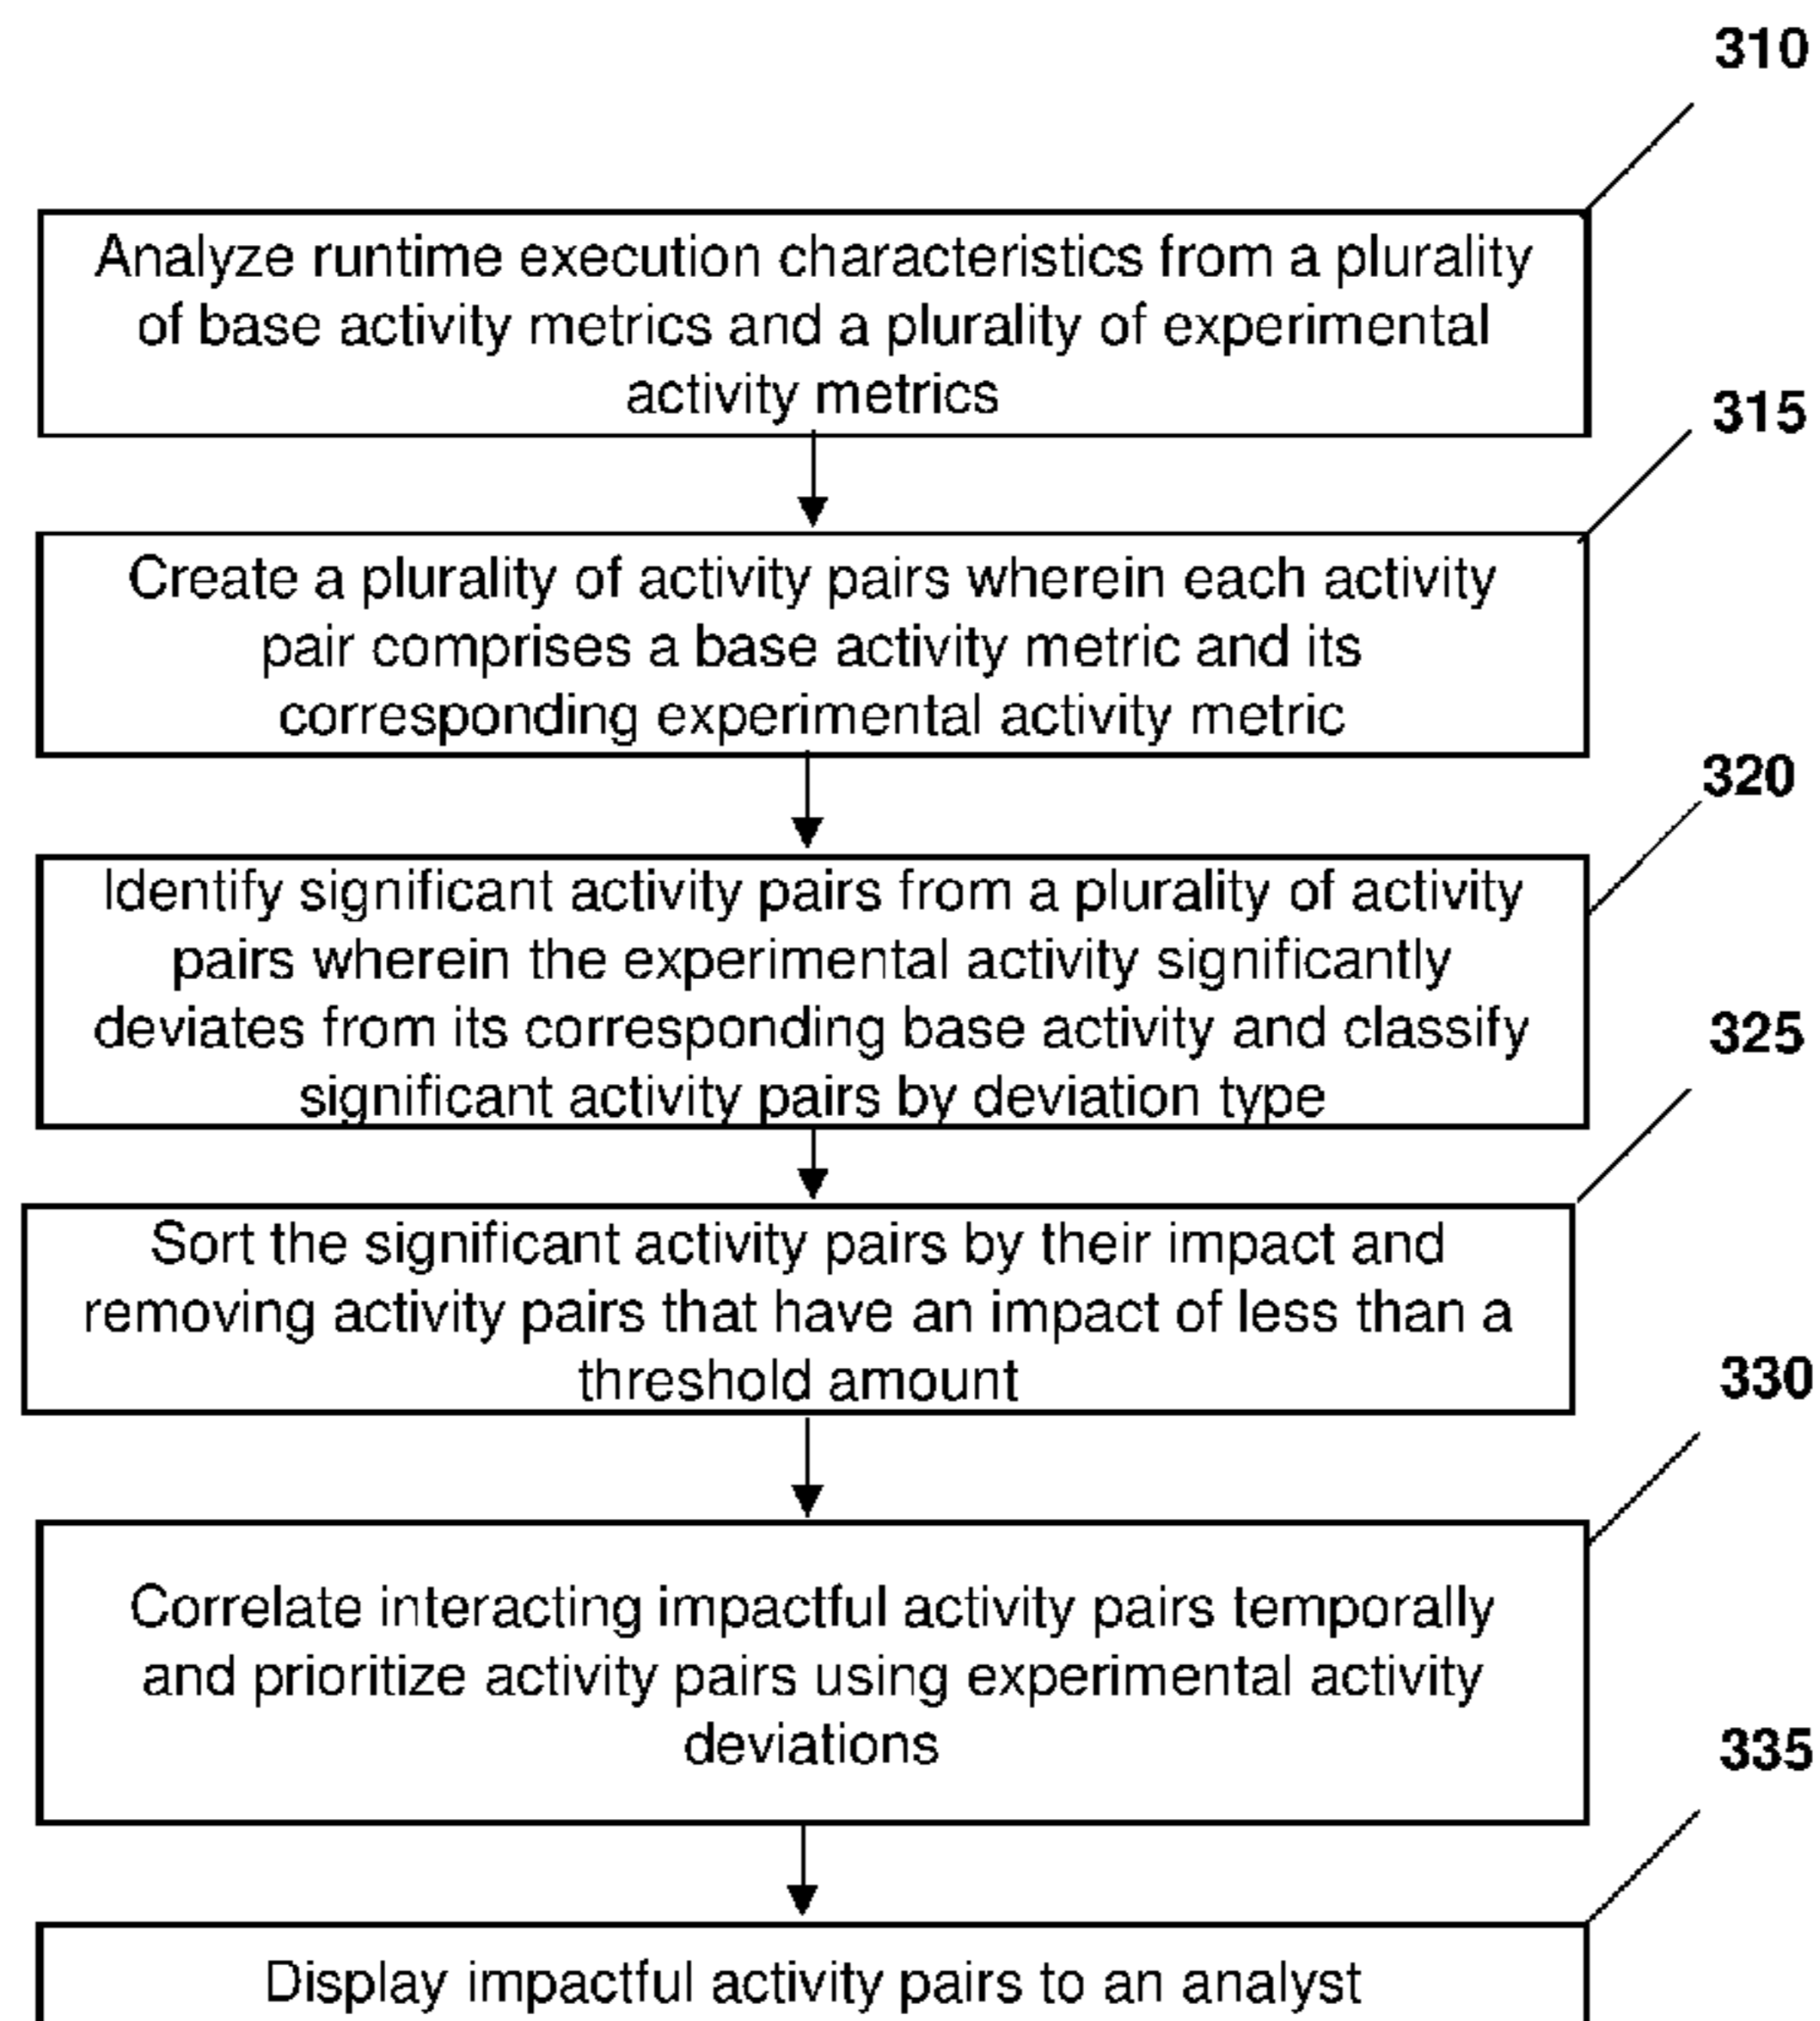 310
Analyze runtime execution characteristics from a plurality
of base activity metrics and a plurality of experimental
activity metrics
315
Create a plurality of activity pairs wherein each activity
pair comprises a base activity metric and its
corresponding experimental activity metric
320
Identify significant activity pairs from a plurality of activity
pairs wherein the experimental activity significantly
deviates from its corresponding base activity and classify
significant activity pairs by deviation type
325
Sort the significant activity pairs by their impact and
removing activity pairs that have an impact of less than a
threshold amount
330
Correlate interacting impactful activity pairs temporally
and prioritize activity pairs using experimental activity
deviations
335
Display impactful activity pairs to an analyst